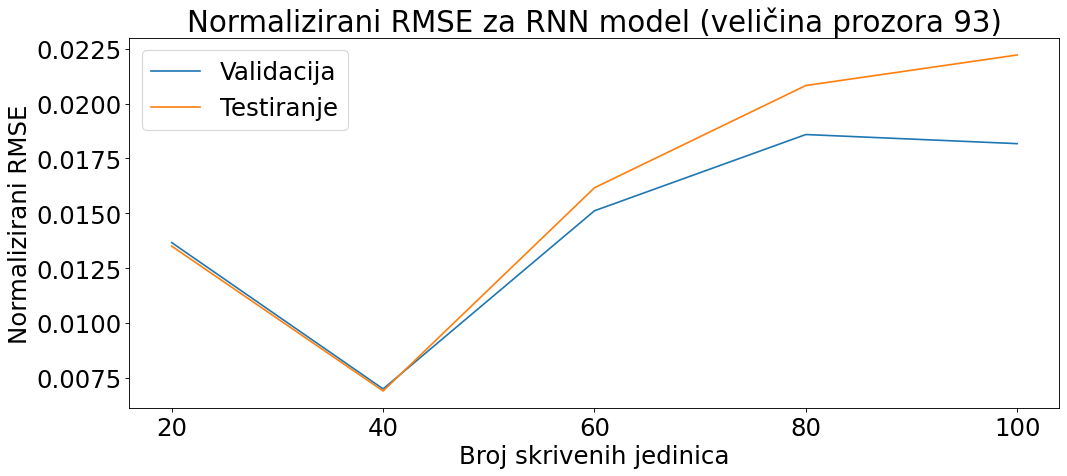 Normalizirani RMSE za RNN model (veličina prozora 93)
Validacija
Testiranje
Normalizirani RMSE
0.0225
0.0200
0.0175
0.0150
0.0125
0.0100
0.0075
20 40 60 80 100
Broj skrivenih jedinica